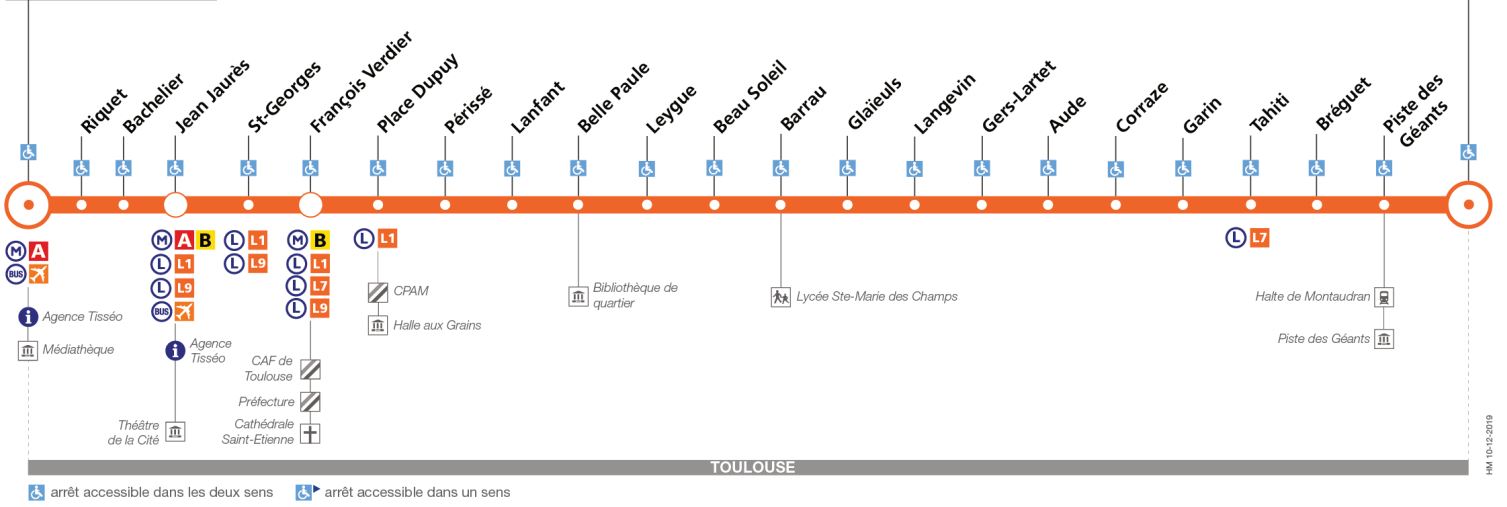 Riquet
Bachelier
Jean Jaurès
St-Georges
François Verdier
Place Dupuy
Périssé
Lanfant
Belle Paule
Leygue
Beau Soleil
Barrau
Glaïeuls
Langevin
Gers-Lartet
Aude
Corraze
Garin
Tahiti
Bréguet
Piste des
Géants
M A
BUS
Agence Tisséo
Médiathèque
M A B
L L1
L L9
BUS
Agence
Tisséo
Théâtre
de la Cité
L L1
L L9
M B
L L1
L L7
L L9
CAF de
Toulouse
Préfecture
Cathédrale
Saint-Etienne
L L1
CPAM
Halle aux Grains
Bibliothèque de
quartier
Lycée Ste-Marie des Champs
L L7
Halte de Montaudran
Piste des Géants
HM 10-12-2019
TOULOUSE
arrêt accessible dans les deux sens
arrêt accessible dans un sens